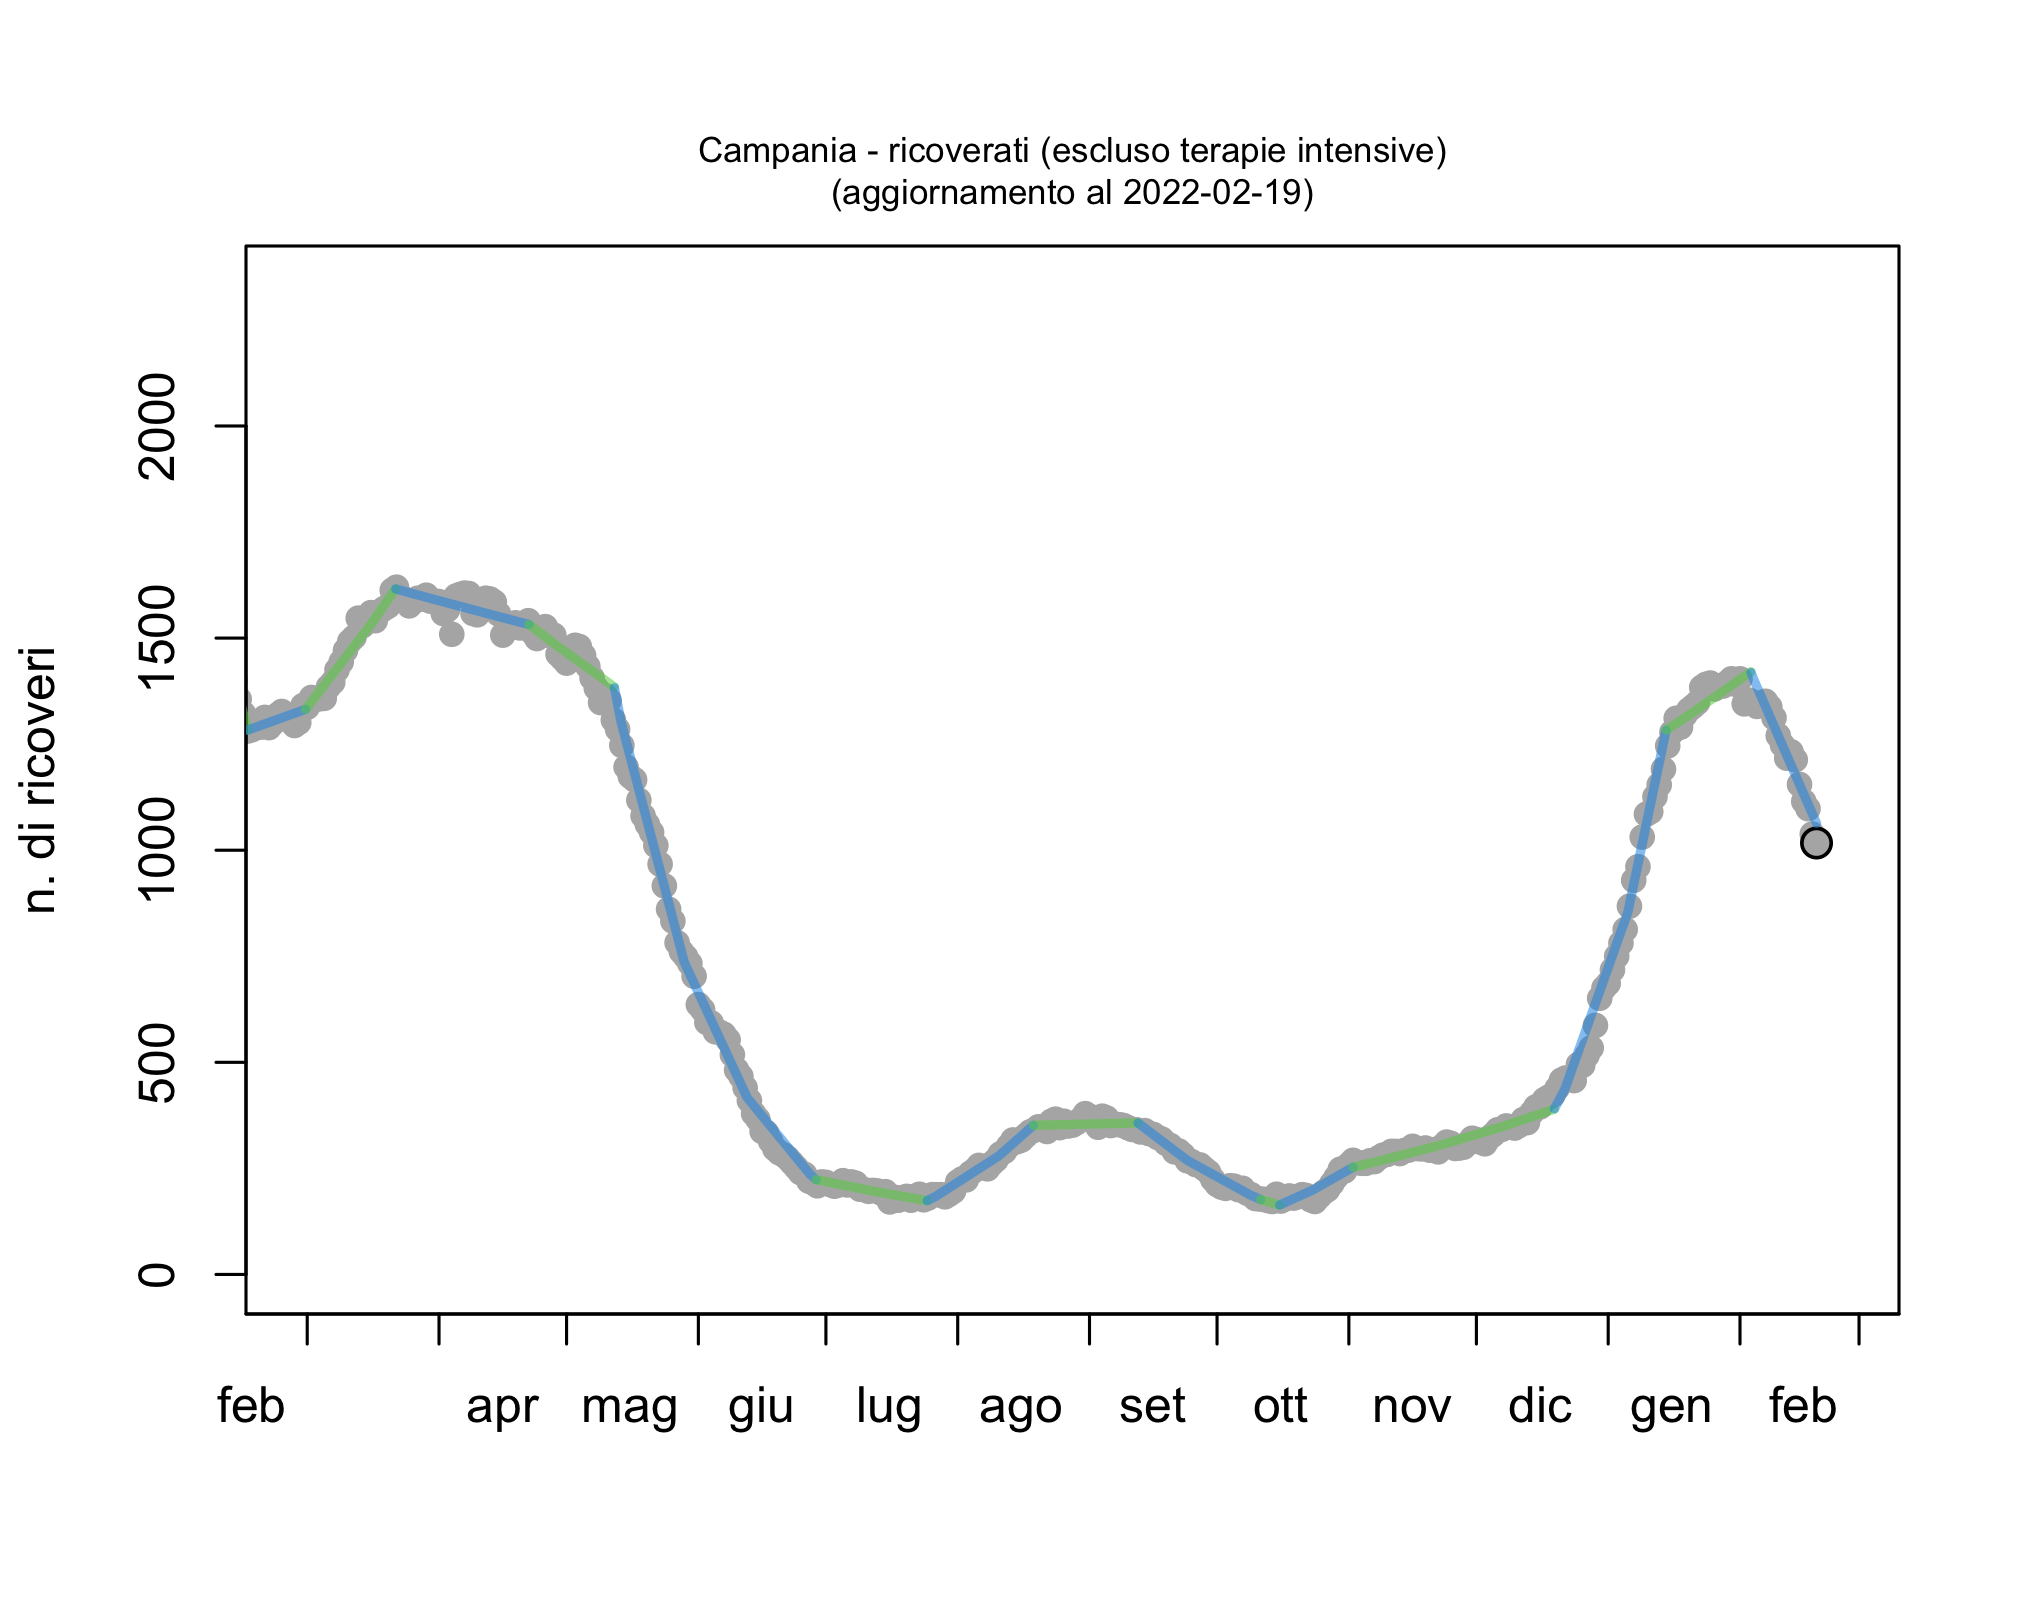 Campania - ricoverati (escluso terapie intensive)
(aggiornamento al 2022-02-19)
n. di ricoveri
2000
1500
1000
500
0
feb apr mag giu lug ago set ott nov dic gen feb